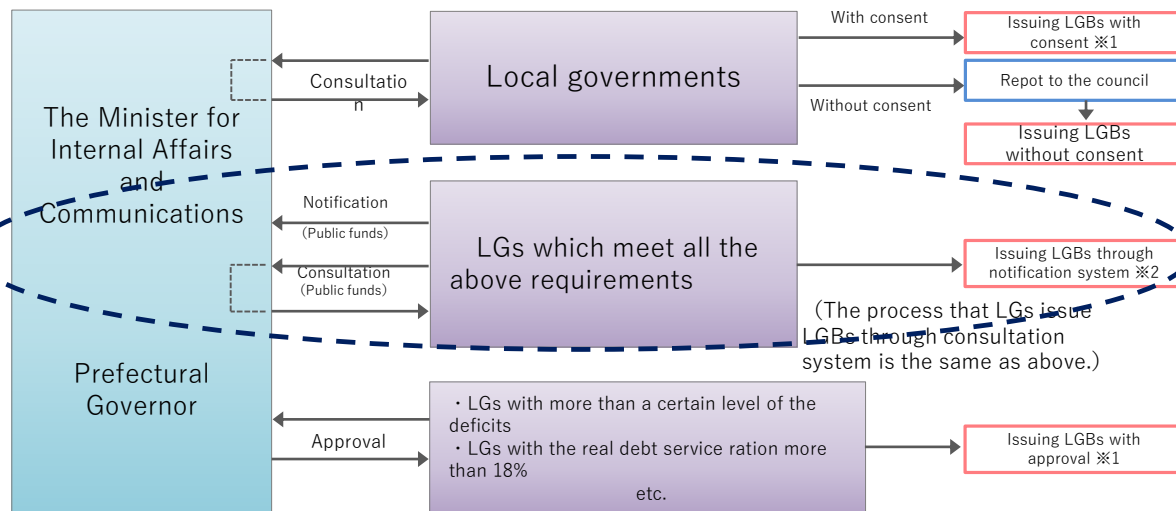 The Minister for
Internal Affairs
and
Communications
Prefectural
Governor
Consultatio
n
Local governments
With consent
Without consent
Issuing LGBs with
consent ※1
Repot to the council
Issuing LGBs
without consent
Notification
(Public funds)
Consultation
(Public funds)
LGs which meet all the
above requirements
Issuing LGBs through
notification system ※2
（The process that LGs issue
LGBs through consultation
system is the same as above.）
Approval
・LGs with more than a certain level of the
deficits
・LGs with the real debt service ration more
than 18%
etc.
Issuing LGBs with
approval ※1